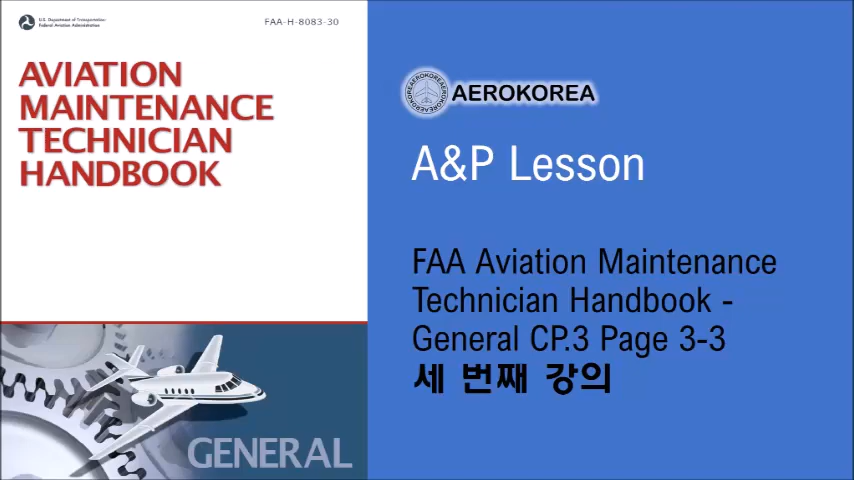 U.S. Department of Transportation
Federal Aviation Administration
FAA-H-8083-30
AVIATION
MAINTENANCE
TECHNICIAN
HANDBOOK
GENERAL
AEROKOREA
A&P Lesson
FAA Aviation Maintenance
Technician Handbook -
General CP.3 Page 3-3
세 번째 강의